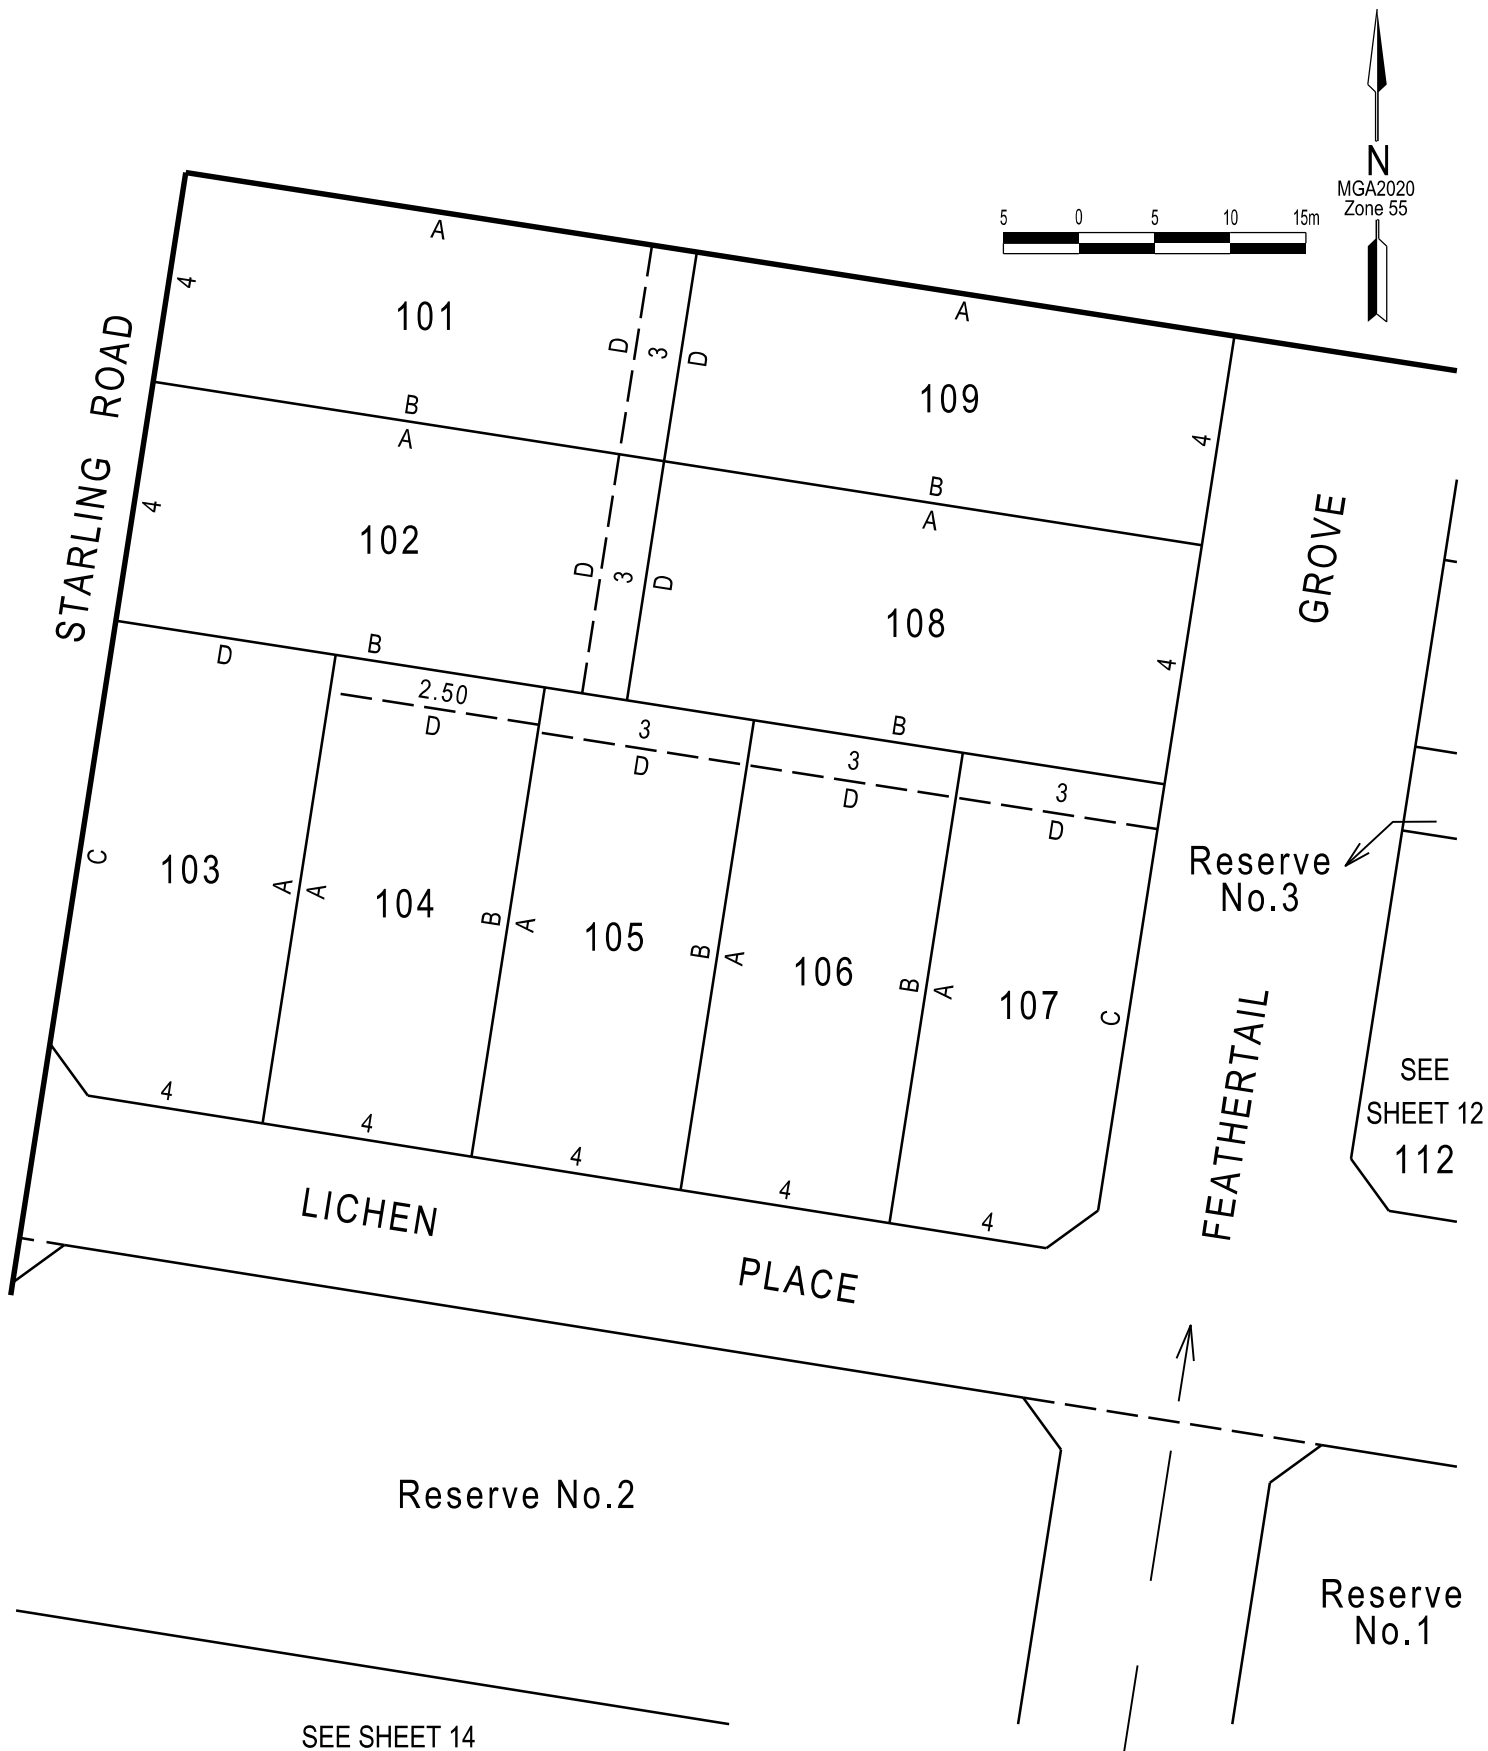 N
MGA2020
Zone 55
5 0 5 10 15m
A
4
101
D
3
D
A
109
4
B
A
STARLING ROAD
4
102
D
3
D
B
A
108
4
GROVE
D
B
2.50
D
3
D
B
3
D
3
D
C
103
A
A
104
B
A
105
B
A
106
B
A
107
C
Reserve
No.3
FEATHERTAIL
SEE
SHEET 12
112
4
4
4
4
4
LICHEN PLACE
Reserve No.2
Reserve
No.1
SEE SHEET 14